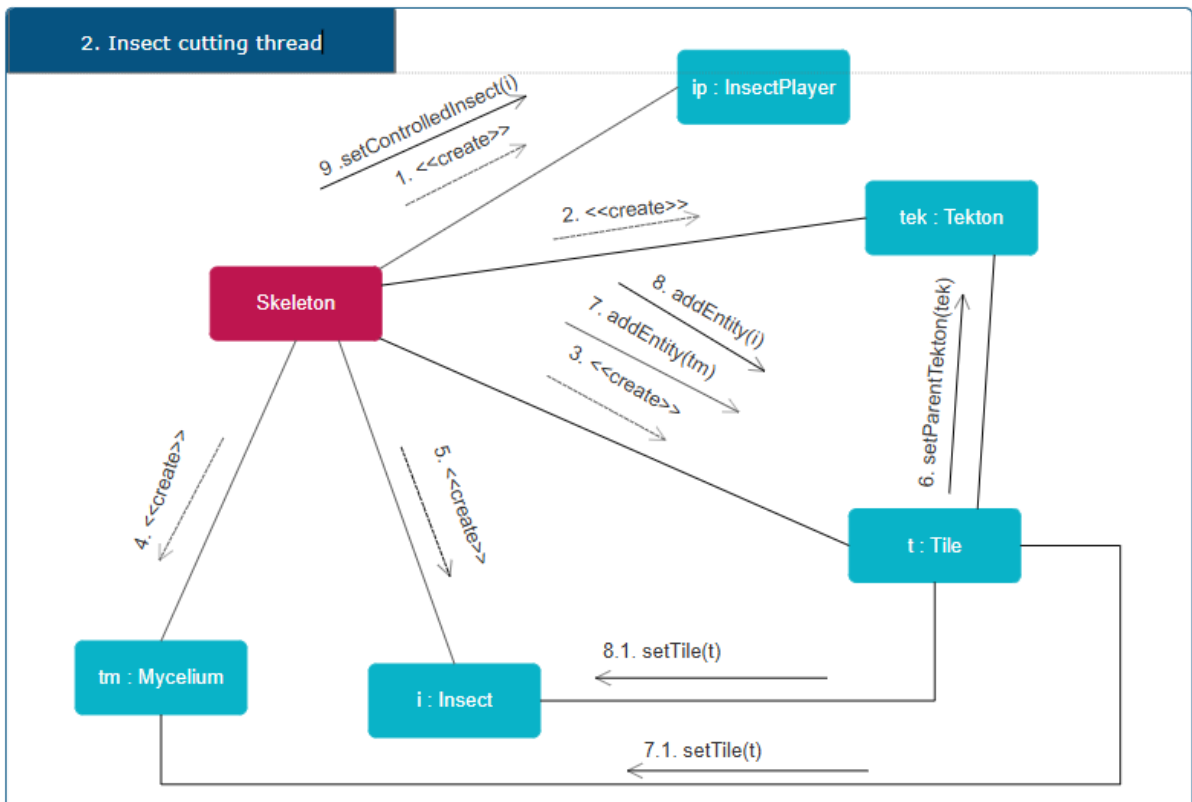 2. Insect cutting thread
ip : InsectPlayer
9 .setControlledInsect(i)
1. <<create>>
2. <<create>>
tek : Tekton
Skeleton
8. addEntity(i)
7. addEntity(tm)
3. <<create>>
6. setParentTekton(tek)
4. <<create>>
5. <<create>>
t : Tile
tm : Mycelium
i : Insect
8.1. setTile(t)
7.1. setTile(t)